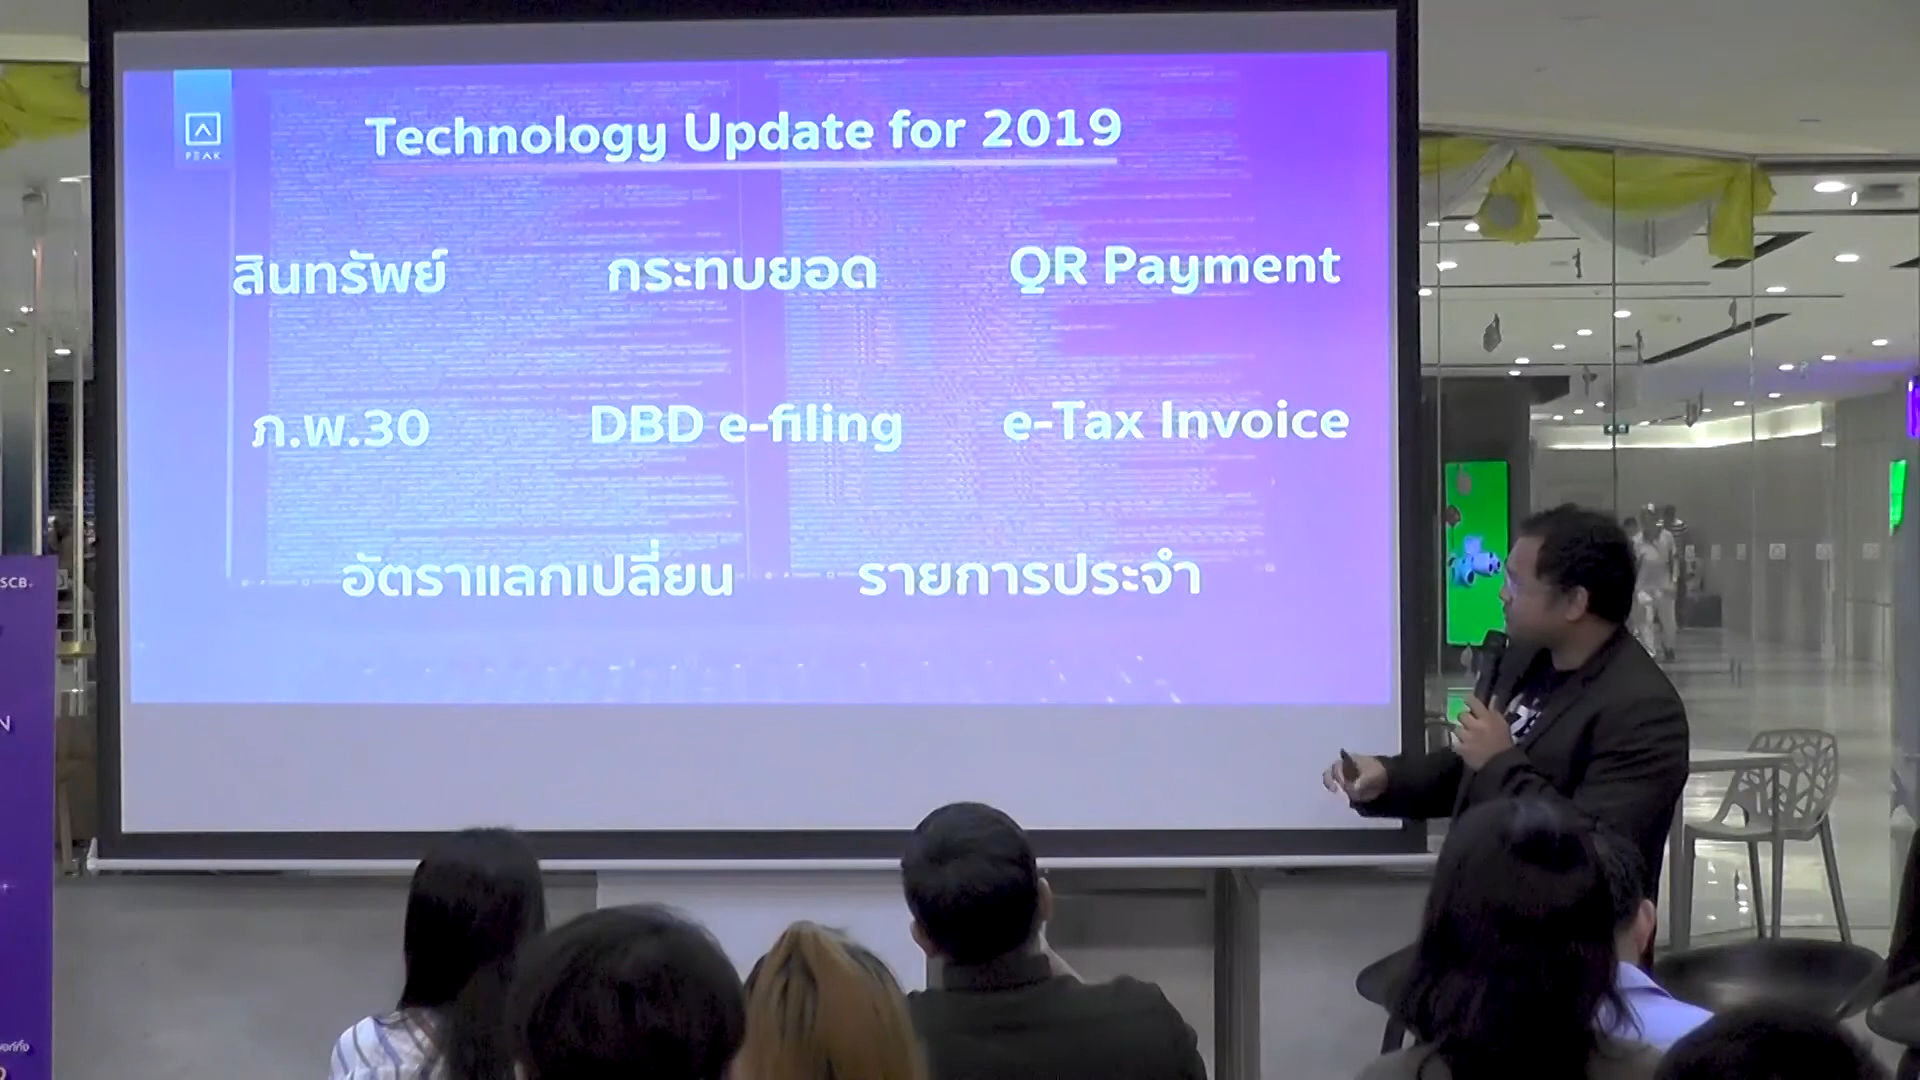 PEAK
Technology Update for 2019
สินทรัพย์ กระทบยอด QR Payment
ภ.พ.30 DBD e-filing e-Tax Invoice
อัตราแลกเปลี่ยน รายการประจำ
SCB
N